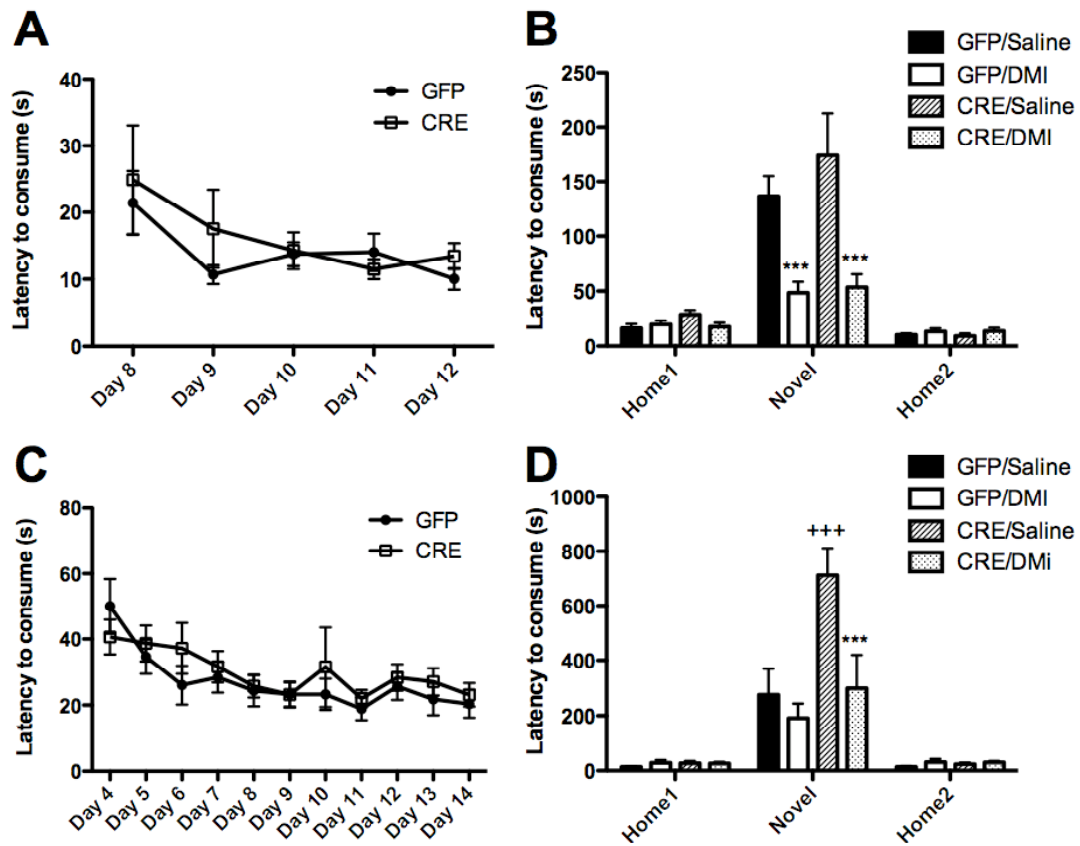 A
Latency to consume (s)
40
30
20
10
0
GFP
CRE
Day 8
Day 9
Day 10
Day 11
Day 12
B
Latency to consume (s)
250
200
150
100
50
0
GFP/Saline
GFP/DMI
CRE/Saline
CRE/DMI
***
***
Home1
Novel
Home2
C
Latency to consume (s)
80
60
40
20
0
GFP
CRE
Day 4
Day 5
Day 6
Day 7
Day 8
Day 9
Day 10
Day 11
Day 12
Day 13
Day 14
D
Latency to consume (s)
1000
800
600
400
200
0
GFP/Saline
GFP/DMI
CRE/Saline
CRE/DMi
+++
***
Home1
Novel
Home2